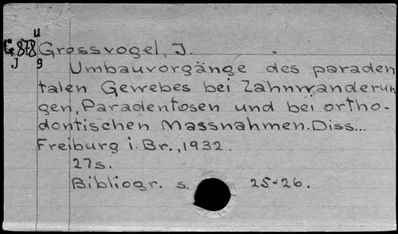 u
G 878 Grossvogel, J.
J g
Umbauvorgänge des paraden
talen Gewebes bei Zahnwanderun
gen, Paradentosen und bei ortho-
dontischen Massnahmen. Diss...
Freiburg i. Br., 1932.
27s.
Bibliogr. s. 25-26.